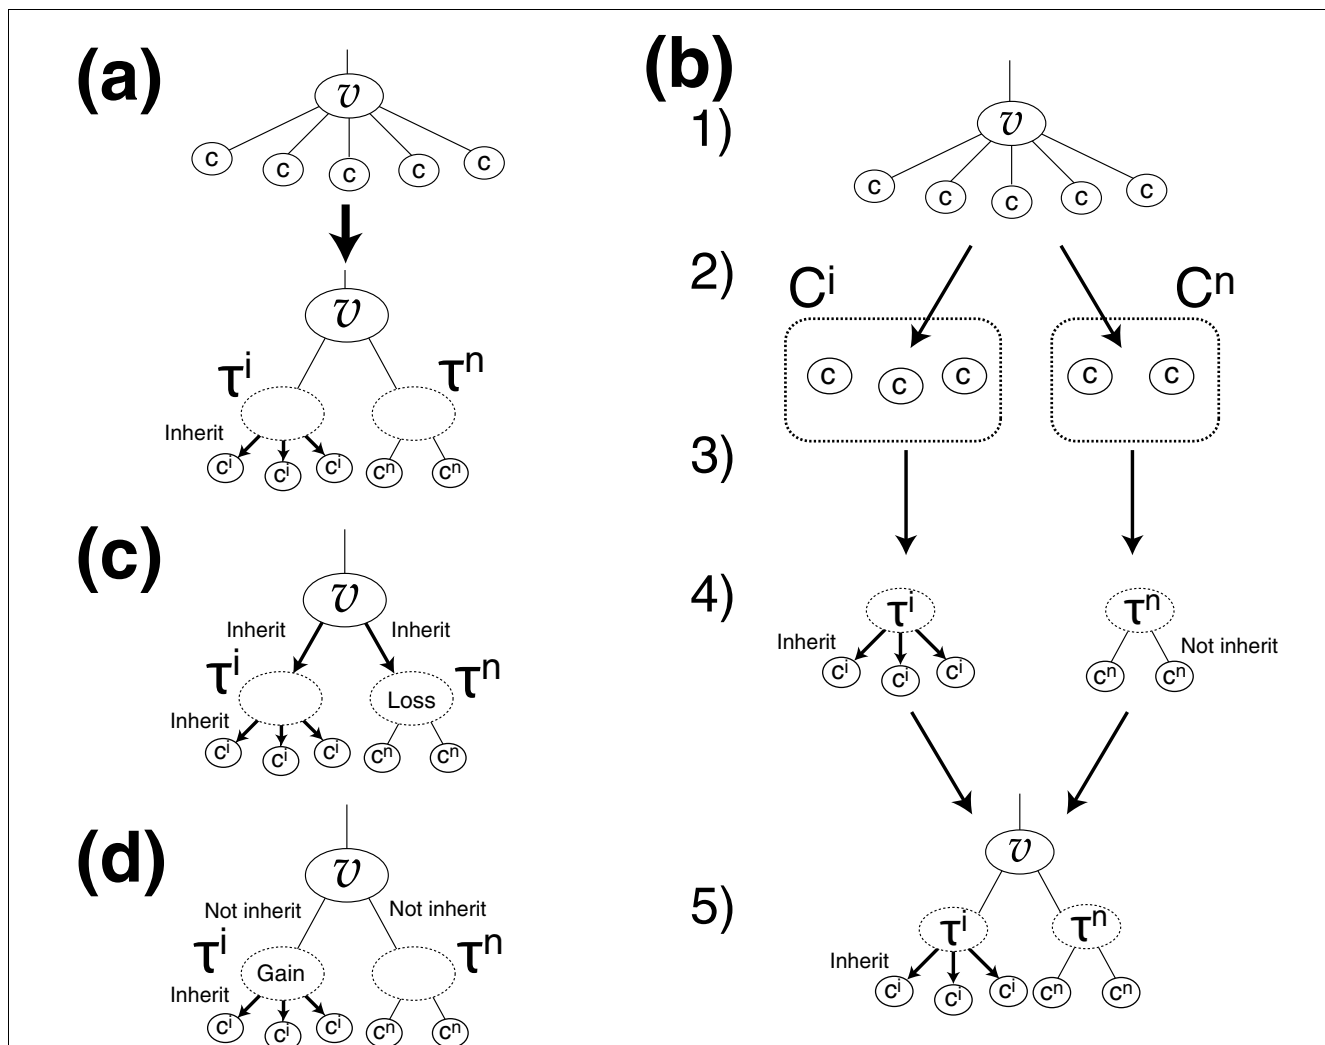 (a)
v
c c c c c
v
τi τn
Inherit
ci ci ci cn cn
(c)
v
Inherit Inherit
τi τn
Loss
Inherit
ci ci ci cn cn
(d)
v
Not inherit Not inherit
τi τn
Gain
Inherit
ci ci ci cn cn
(b)
1)
v
c c c c c
2)
Ci Cn
c c c c c
3)
4)
τi τn
Inherit Not inherit
ci ci ci cn cn
v
5)
τi τn
Inherit
ci ci ci cn cn